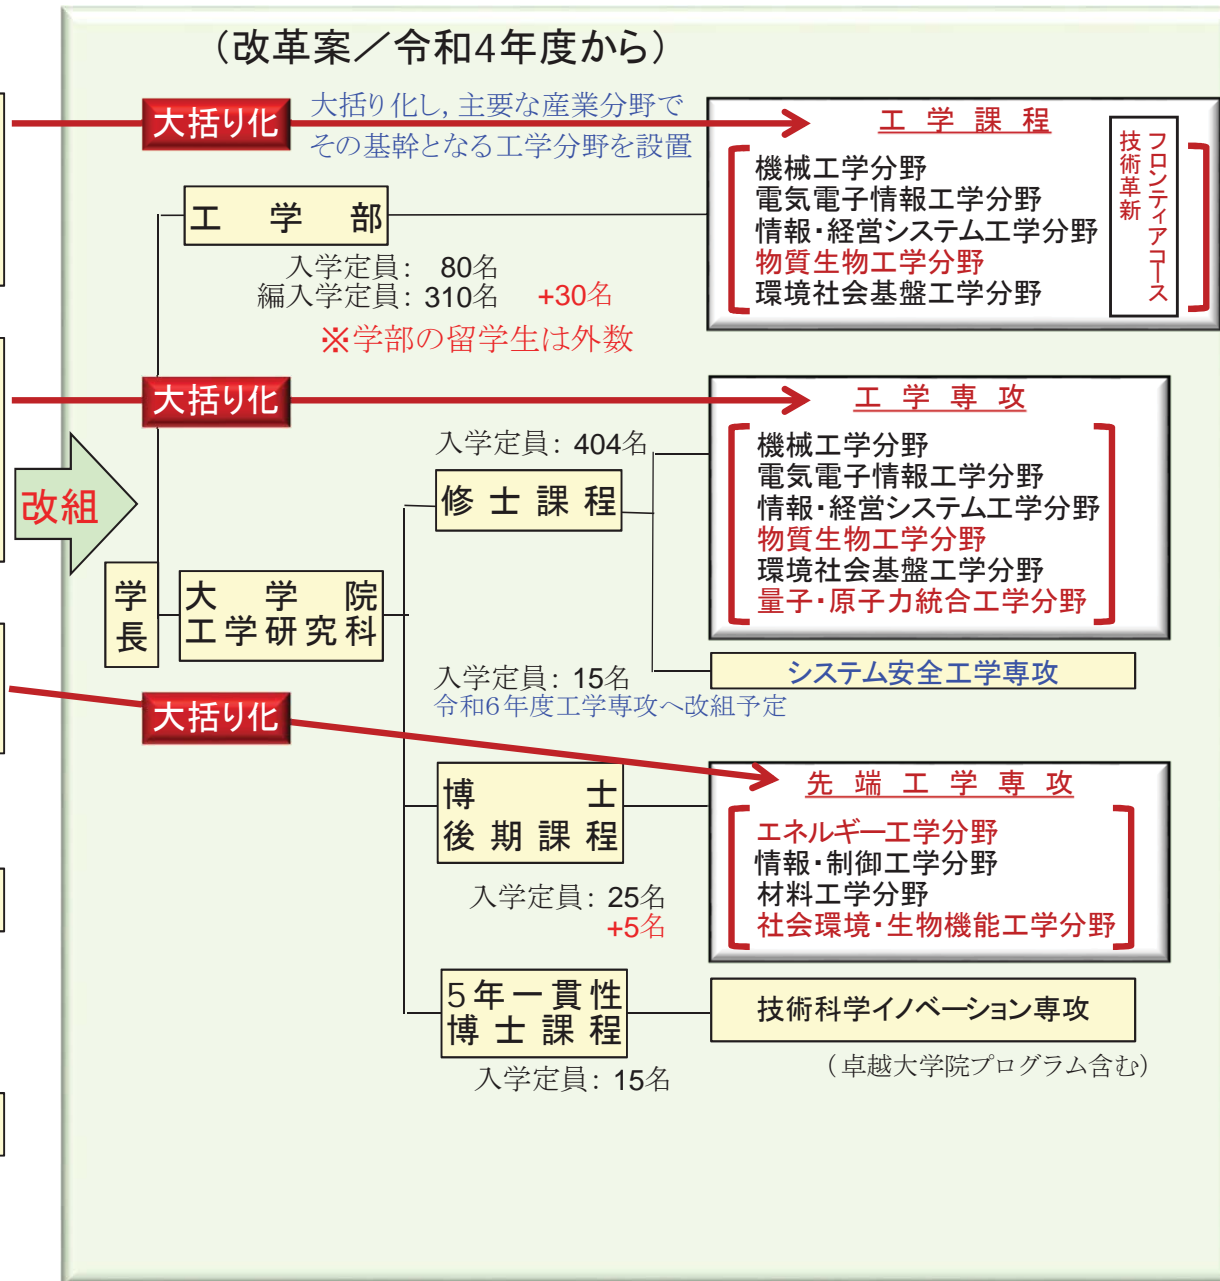 (改革案／令和4年度から)
大括り化
大括り化し，主要な産業分野で
その基幹となる工学分野を設置
工学課程
機械工学分野
電気電子情報工学分野
情報・経営システム工学分野
物質生物工学分野
環境社会基盤工学分野
技術革新
フロンティアコース
工学部
入学定員： 80名
編入学定員：310名 +30名
※学部の留学生は外数
大括り化
工学専攻
機械工学分野
電気電子情報工学分野
情報・経営システム工学分野
物質生物工学分野
環境社会基盤工学分野
量子・原子力統合工学分野
入学定員：404名
修士課程
改組
学長
大学院
工学研究科
システム安全工学専攻
入学定員：15名
令和6年度工学専攻へ改組予定
大括り化
先端工学専攻
エネルギー工学分野
情報・制御工学分野
材料工学分野
社会環境・生物機能工学分野
博士
後期課程
入学定員：25名
+5名
5年一貫性
博士課程
技術科学イノベーション専攻
（卓越大学院プログラム含む）
入学定員：15名